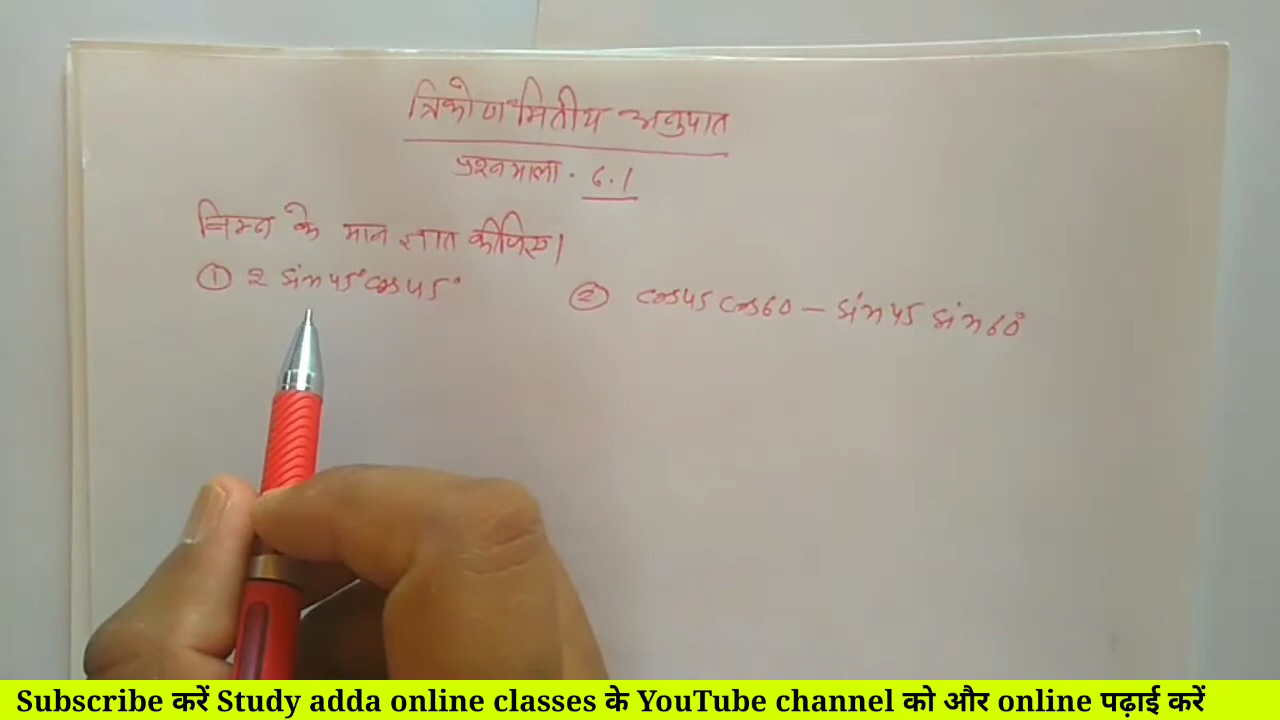 त्रिकोणमितीय अनुपात
प्रश्नमाला · 6.1
निम्न के मान ज्ञात कीजिए।
① 2 sin45° cos45° ② cos45 cos60 – sin45 sin60°
Subscribe करें Study adda online classes के YouTube channel को और online पढ़ाई करें